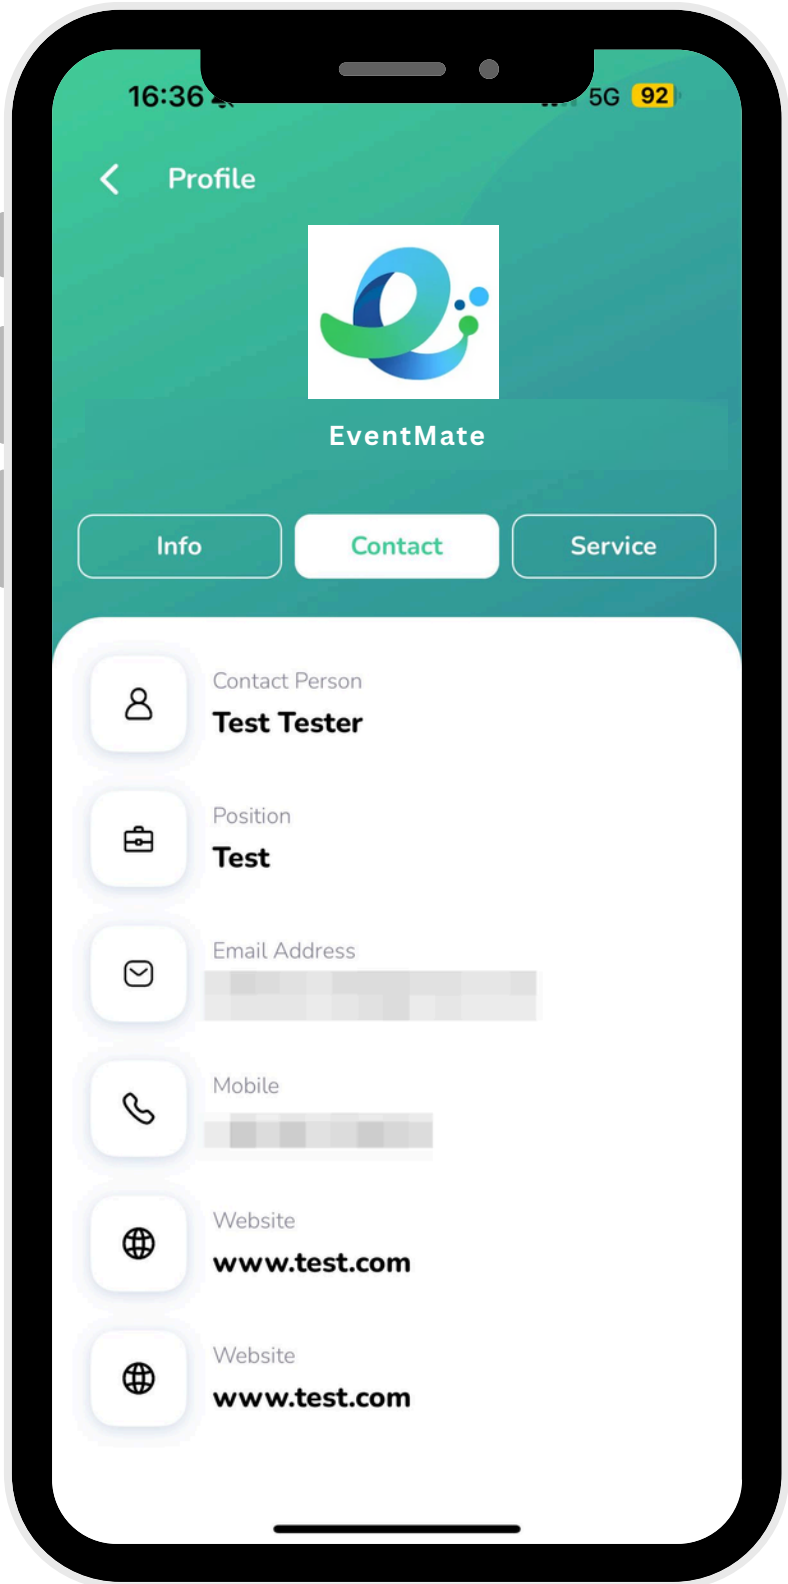 16:36
5G 92
Profile
EventMate
Info Contact Service
Contact Person
Test Tester
Position
Test
Email Address
Mobile
Website
www.test.com
Website
www.test.com